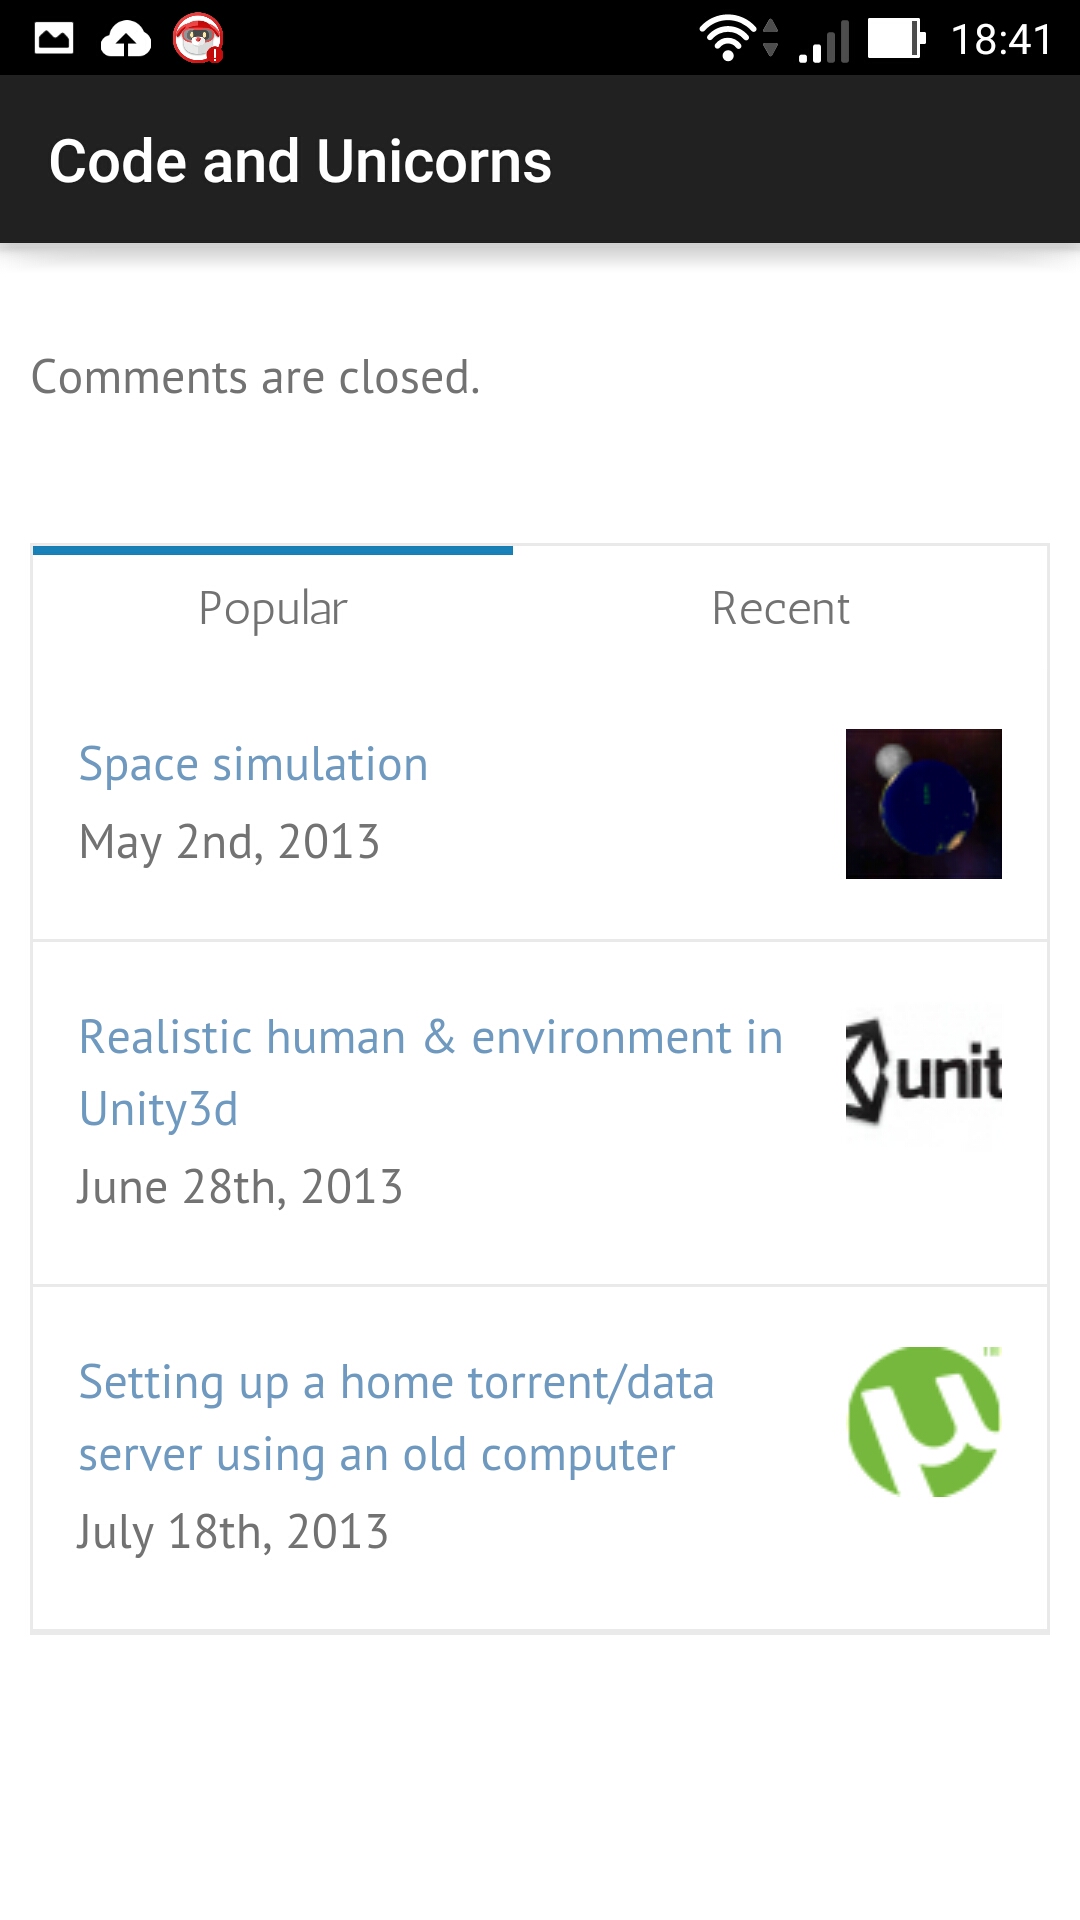 18:41
Code and Unicorns
Comments are closed.
Popular
Recent
Space simulation
May 2nd, 2013
Realistic human & environment in
Unity3d
unit
June 28th, 2013
Setting up a home torrent/data
server using an old computer
July 18th, 2013